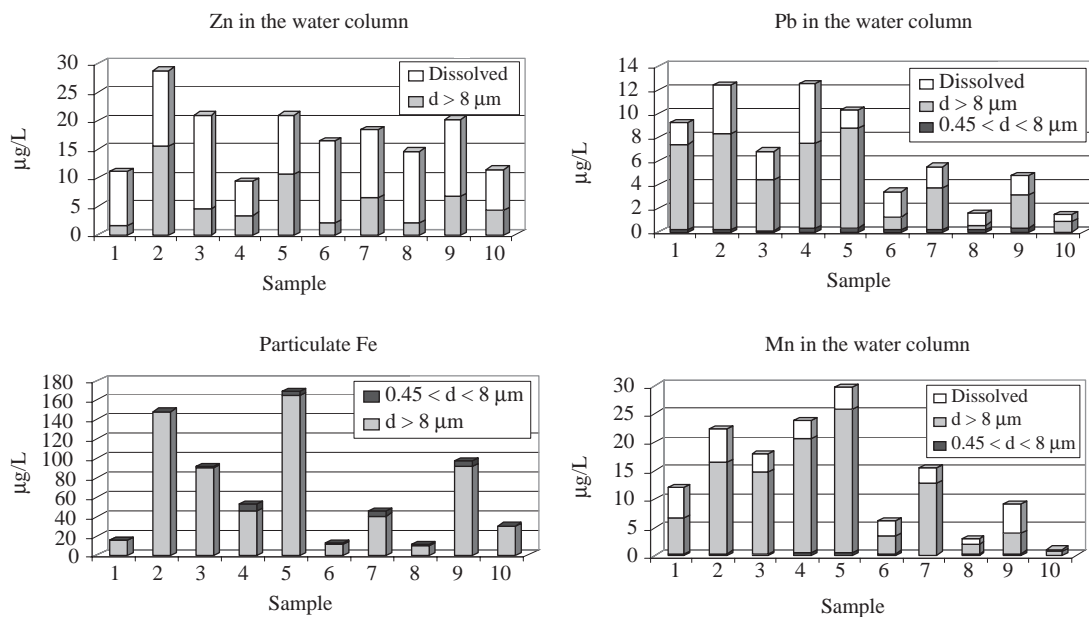 Zn in the water column
30
25
20
15
10
5
0
µg/L
Dissolved
d > 8 µm
1 2 3 4 5 6 7 8 9 10
Sample
Pb in the water column
14
12
10
8
6
4
2
0
µg/L
Dissolved
d > 8 µm
0.45 < d < 8 µm
1 2 3 4 5 6 7 8 9 10
Sample
Particulate Fe
180
160
140
120
100
80
60
40
20
0
µg/L
0.45 < d < 8 µm
d > 8 µm
1 2 3 4 5 6 7 8 9 10
Sample
Mn in the water column
30
25
20
15
10
5
0
µg/L
Dissolved
d > 8 µm
0.45 < d < 8 µm
1 2 3 4 5 6 7 8 9 10
Sample